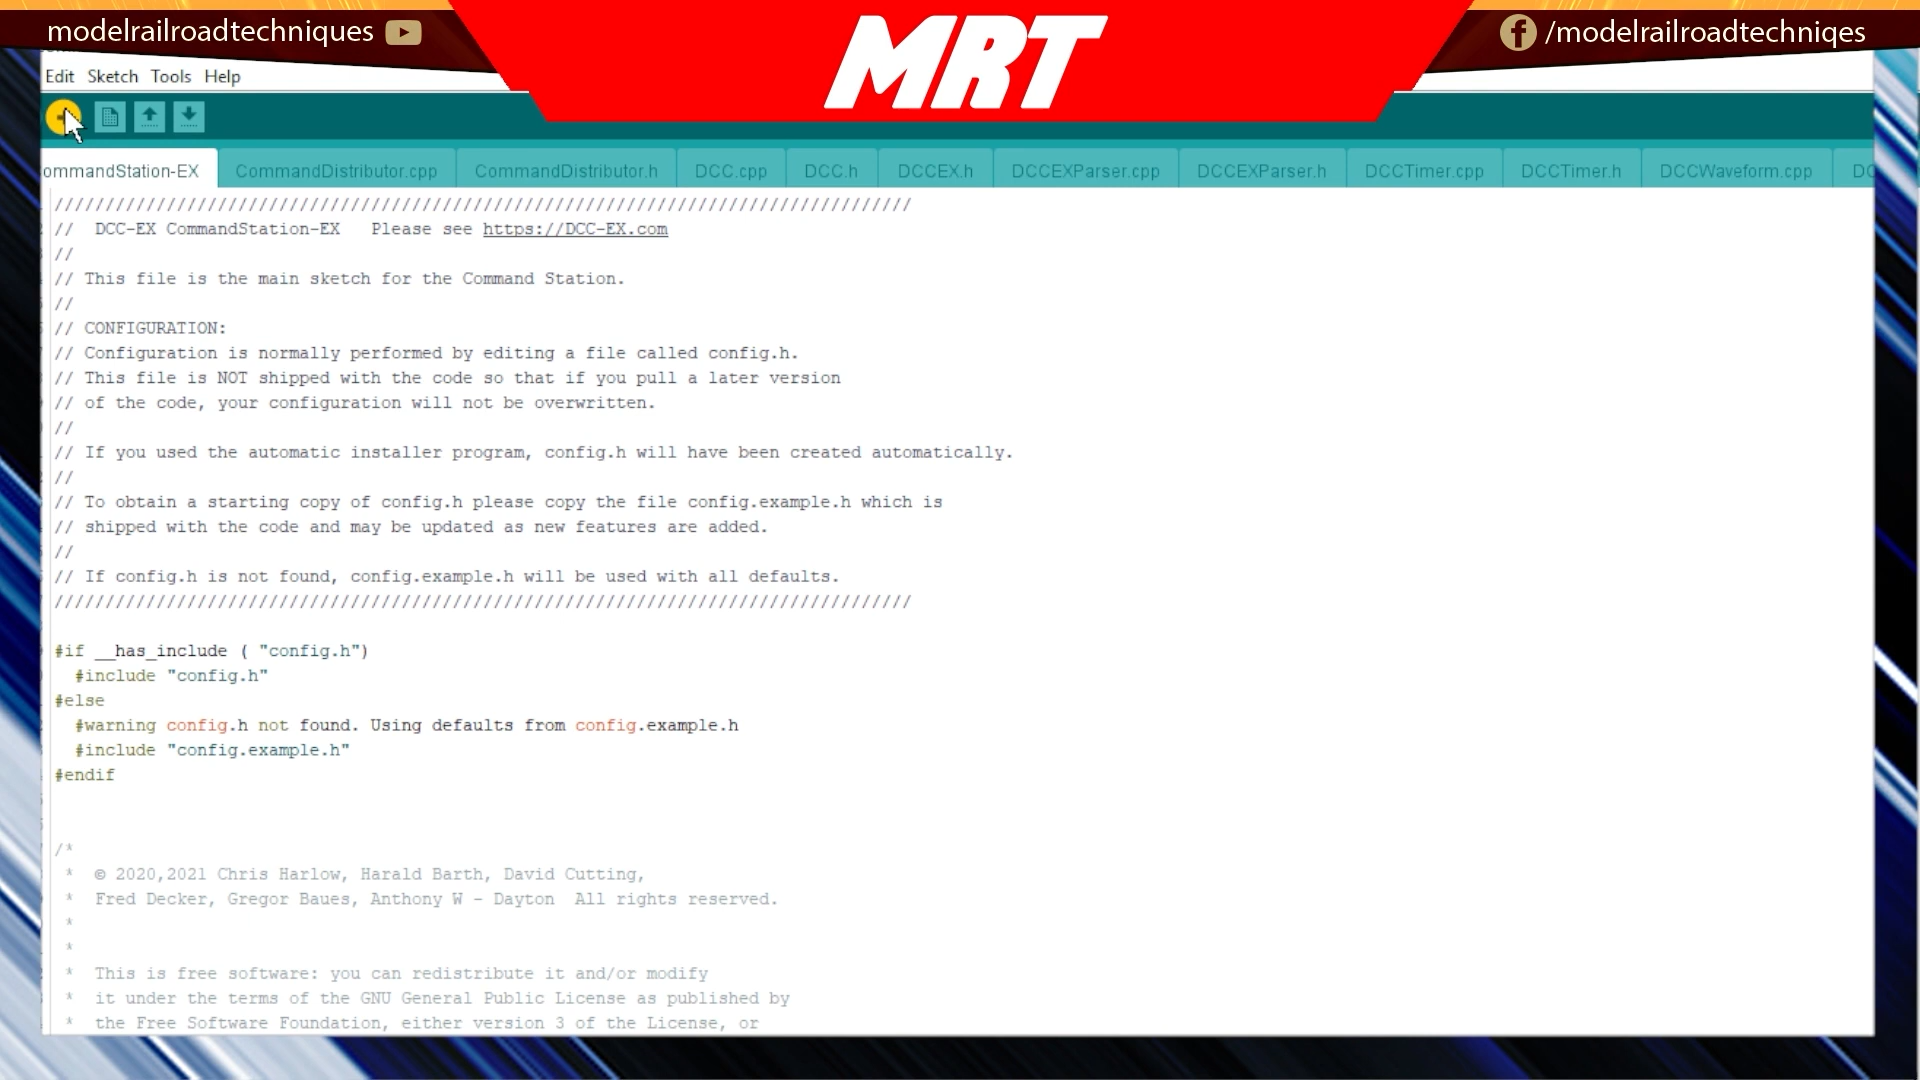 modelrailroadtechniques
MRT
/modelrailroadtechniqes
Edit Sketch Tools Help
ommandStation-EX CommandDistributor.cpp CommandDistributor.h DCC.cpp DCC.h DCCEX.h DCCEXParser.cpp DCCEXParser.h DCCTimer.cpp DCCTimer.h DCCWaveform.cpp DC
////////////////////////////////////////////////////////////////////////////////////
//  DCC-EX CommandStation-EX   Please see https://DCC-EX.com
//
// This file is the main sketch for the Command Station.
//
// CONFIGURATION:
// Configuration is normally performed by editing a file called config.h.
// This file is NOT shipped with the code so that if you pull a later version
// of the code, your configuration will not be overwritten.
//
// If you used the automatic installer program, config.h will have been created automatically.
//
// To obtain a starting copy of config.h please copy the file config.example.h which is
// shipped with the code and may be updated as new features are added.
//
// If config.h is not found, config.example.h will be used with all defaults.
////////////////////////////////////////////////////////////////////////////////////
#if __has_include ( "config.h")
  #include "config.h"
#else
  #warning config.h not found. Using defaults from config.example.h
  #include "config.example.h"
#endif
/*
 *  © 2020,2021 Chris Harlow, Harald Barth, David Cutting,
 *  Fred Decker, Gregor Baues, Anthony W - Dayton  All rights reserved.
 *
 *
 *  This is free software: you can redistribute it and/or modify
 *  it under the terms of the GNU General Public License as published by
 *  the Free Software Foundation, either version 3 of the License, or